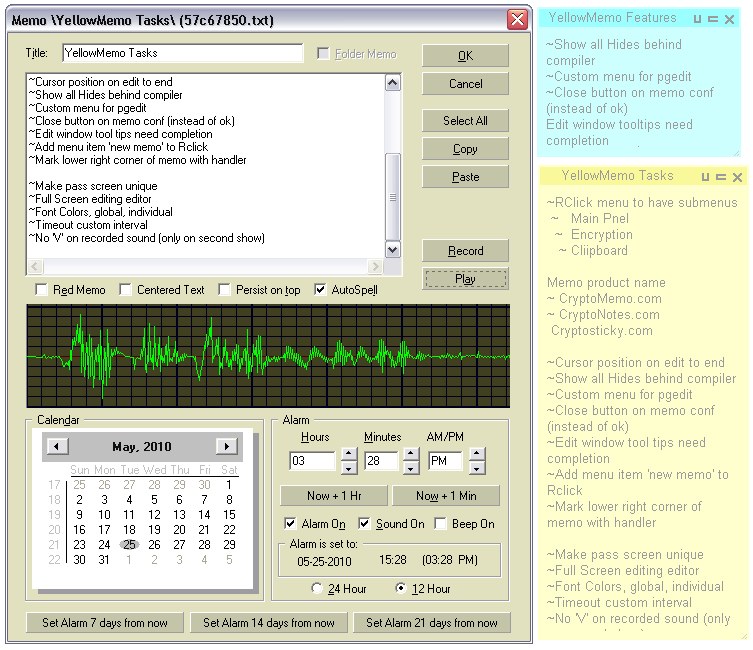 Memo \YellowMemo Tasks\ (57c67850.txt)
Title: YellowMemo Tasks
Folder Memo
OK
Cancel
Select All
Copy
Paste
Record
Play
~Cursor position on edit to end
~Show all Hides behind compiler
~Custom menu for pgedit
~Close button on memo conf (instead of ok)
~Edit window tool tips need completion
~Add menu item 'new memo' to Rclick
~Mark lower right corner of memo with handler
~Make pass screen unique
~Full Screen editing editor
~Font Colors, global, individual
~Timeout custom interval
~No 'V' on recorded sound (only on second show)
Red Memo Centered Text Persist on top AutoSpell
Calendar
May, 2010
Sun Mon Tue Wed Thu Fri Sat
17 25 26 27 28 29 30 1
18 2 3 4 5 6 7 8
19 9 10 11 12 13 14 15
20 16 17 18 19 20 21 22
21 23 24 25 26 27 28 29
22 30 31 1 2 3 4 5
Alarm
Hours Minutes AM/PM
03 28 PM
Now + 1 Hr Now + 1 Min
Alarm On Sound On Beep On
Alarm is set to:
05-25-2010 15:28 (03:28 PM)
24 Hour 12 Hour
Set Alarm 7 days from now Set Alarm 14 days from now Set Alarm 21 days from now
YellowMemo Features
~Show all Hides behind
compiler
~Custom menu for pgedit
~Close button on memo conf
(instead of ok)
Edit window tooltips need
completion
YellowMemo Tasks
~RClick menu to have submenus
~ Main Pnel
~ Encryption
~ Cliipboard
Memo product name
~ CryptoMemo.com
~ CryptoNotes.com
Cryptosticky.com
~Cursor position on edit to end
~Show all Hides behind compiler
~Custom menu for pgedit
~Close button on memo conf
(instead of ok)
~Edit window tool tips need
completion
~Add menu item 'new memo' to
Rclick
~Mark lower right corner of
memo with handler
~Make pass screen unique
~Full Screen editing editor
~Font Colors, global, individual
~Timeout custom interval
~No 'V' on recorded sound (only